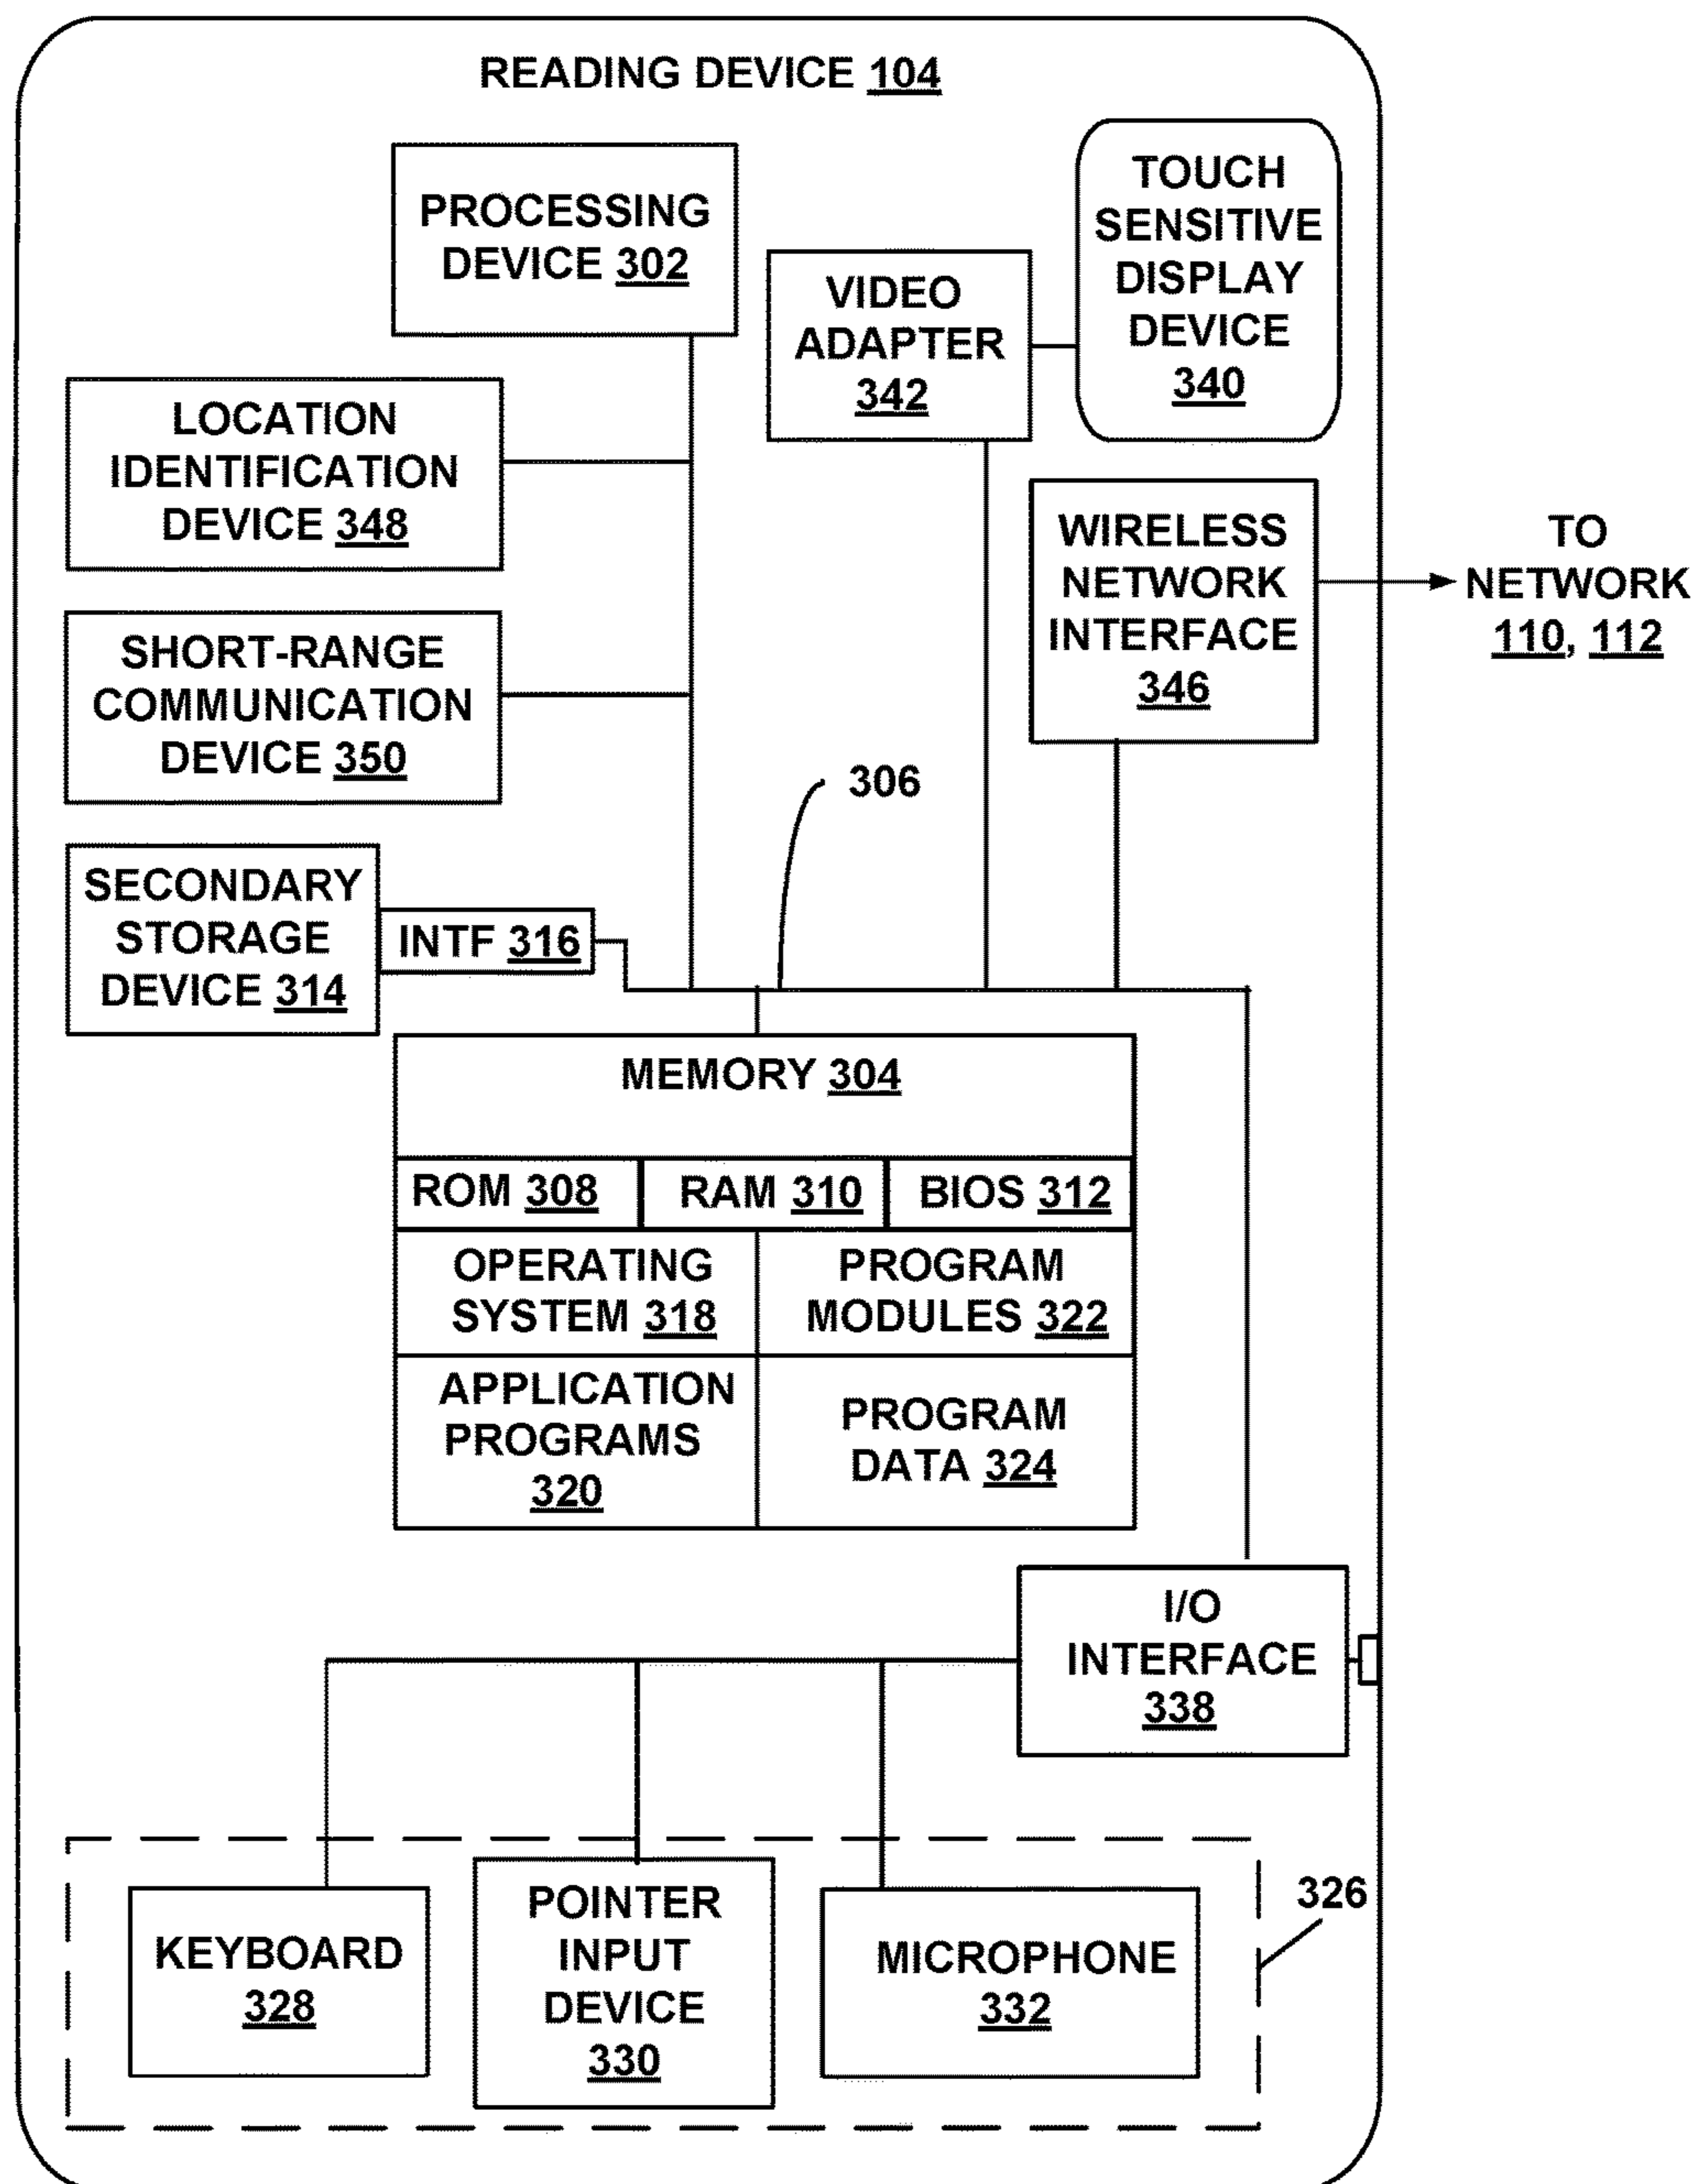 READING DEVICE 104
PROCESSING
DEVICE 302
TOUCH
SENSITIVE
DISPLAY
DEVICE
340
VIDEO
ADAPTER
342
LOCATION
IDENTIFICATION
DEVICE 348
WIRELESS
NETWORK
INTERFACE
346
TO
NETWORK
110, 112
SHORT-RANGE
COMMUNICATION
DEVICE 350
306
SECONDARY
STORAGE
DEVICE 314
INTF 316
MEMORY 304
ROM 308
RAM 310
BIOS 312
OPERATING
SYSTEM 318
PROGRAM
MODULES 322
APPLICATION
PROGRAMS
320
PROGRAM
DATA 324
I/O
INTERFACE
338
326
KEYBOARD
328
POINTER
INPUT
DEVICE
330
MICROPHONE
332